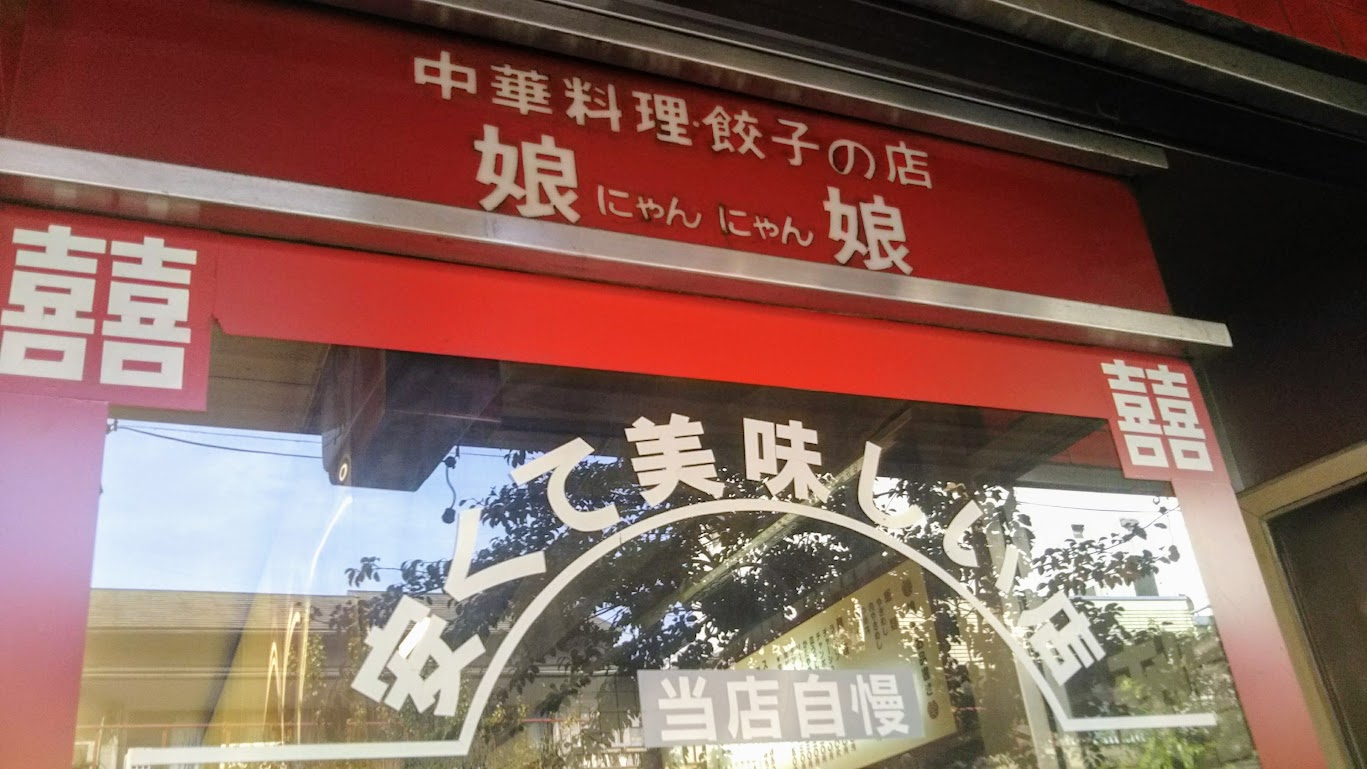 中華料理・餃子の店
娘 にゃん にゃん 娘
囍
囍
安くて美味しい店
当店自慢